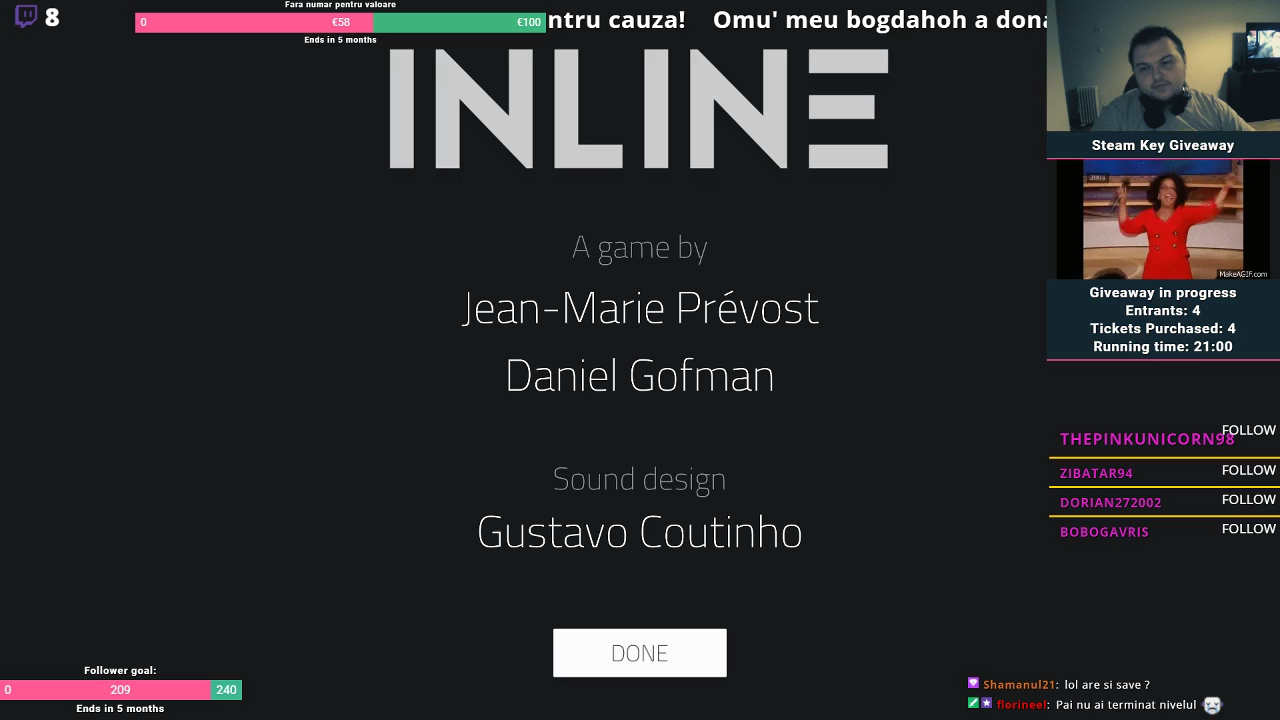 8
Fara numar pentru valoare
0 €58 €100
Ends in 5 months
ntru cauza! Omu' meu bogdahoh a dona
INLINE
A game by
Jean-Marie Prévost
Daniel Gofman
Sound design
Gustavo Coutinho
DONE
Steam Key Giveaway
2003
MakeAGIF.com
Giveaway in progress
Entrants: 4
Tickets Purchased: 4
Running time: 21:00
THEPINKUNICORN98 FOLLOW
ZIBATAR94 FOLLOW
DORIAN272002 FOLLOW
BOBOGAVRIS FOLLOW
Follower goal:
0 209 240
Ends in 5 months
Shamanul21: lol are si save ?
florineel: Pai nu ai terminat nivelul